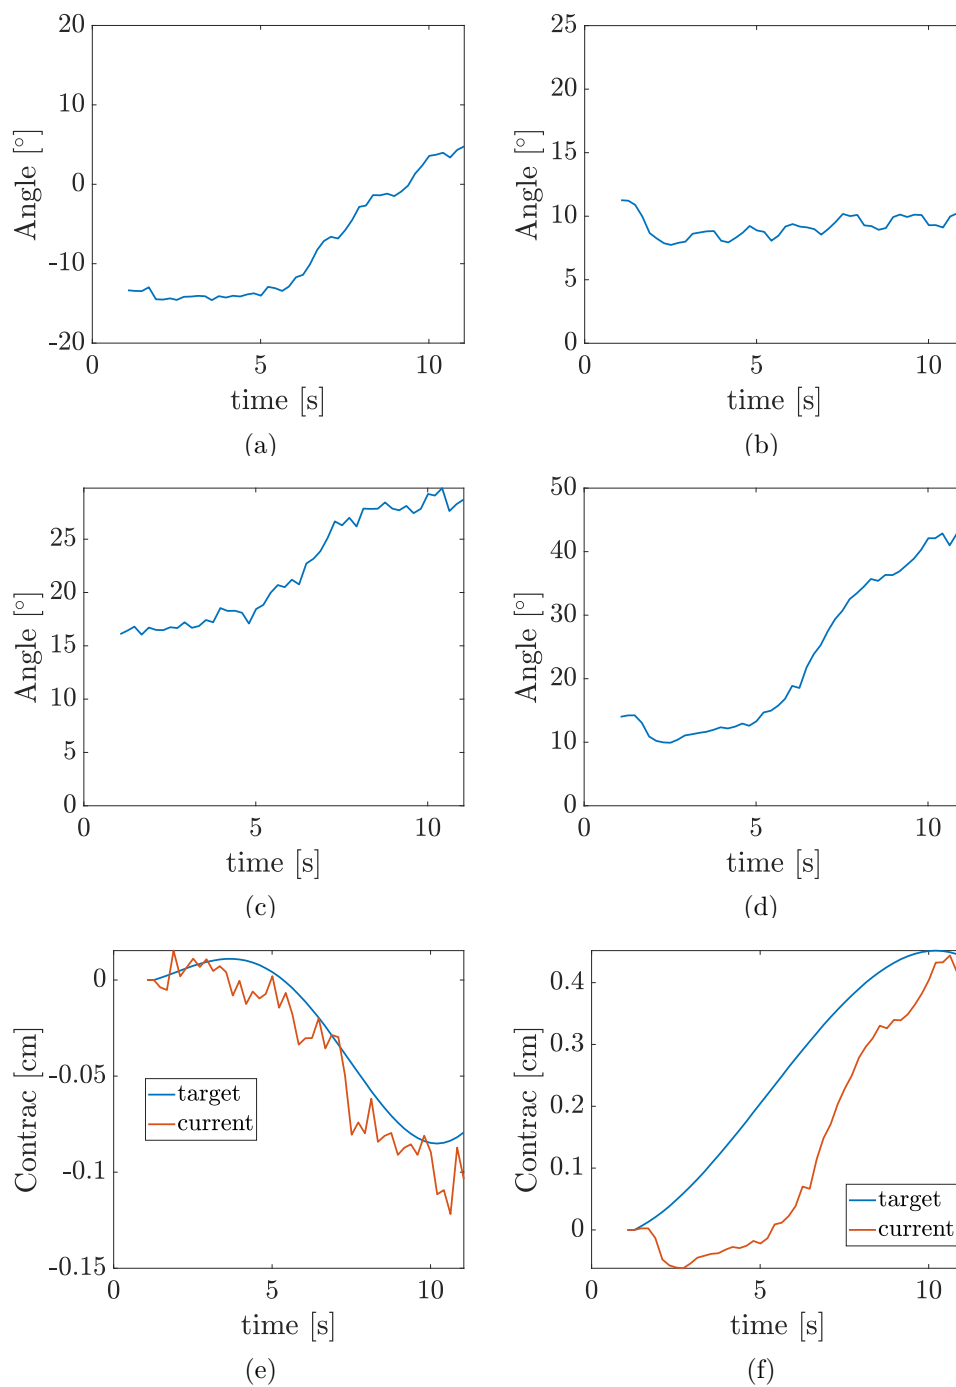 20
10
0
-10
-20
Angle [°]
0 5 10
time [s]
(a)
25
20
15
10
5
0
Angle [°]
0 5 10
time [s]
(b)
25
20
15
10
5
0
Angle [°]
0 5 10
time [s]
(c)
50
40
30
20
10
0
Angle [°]
0 5 10
time [s]
(d)
0
-0.05
-0.1
-0.15
Contrac [cm]
target
current
0 5 10
time [s]
(e)
0.4
0.3
0.2
0.1
0
Contrac [cm]
target
current
0 5 10
time [s]
(f)